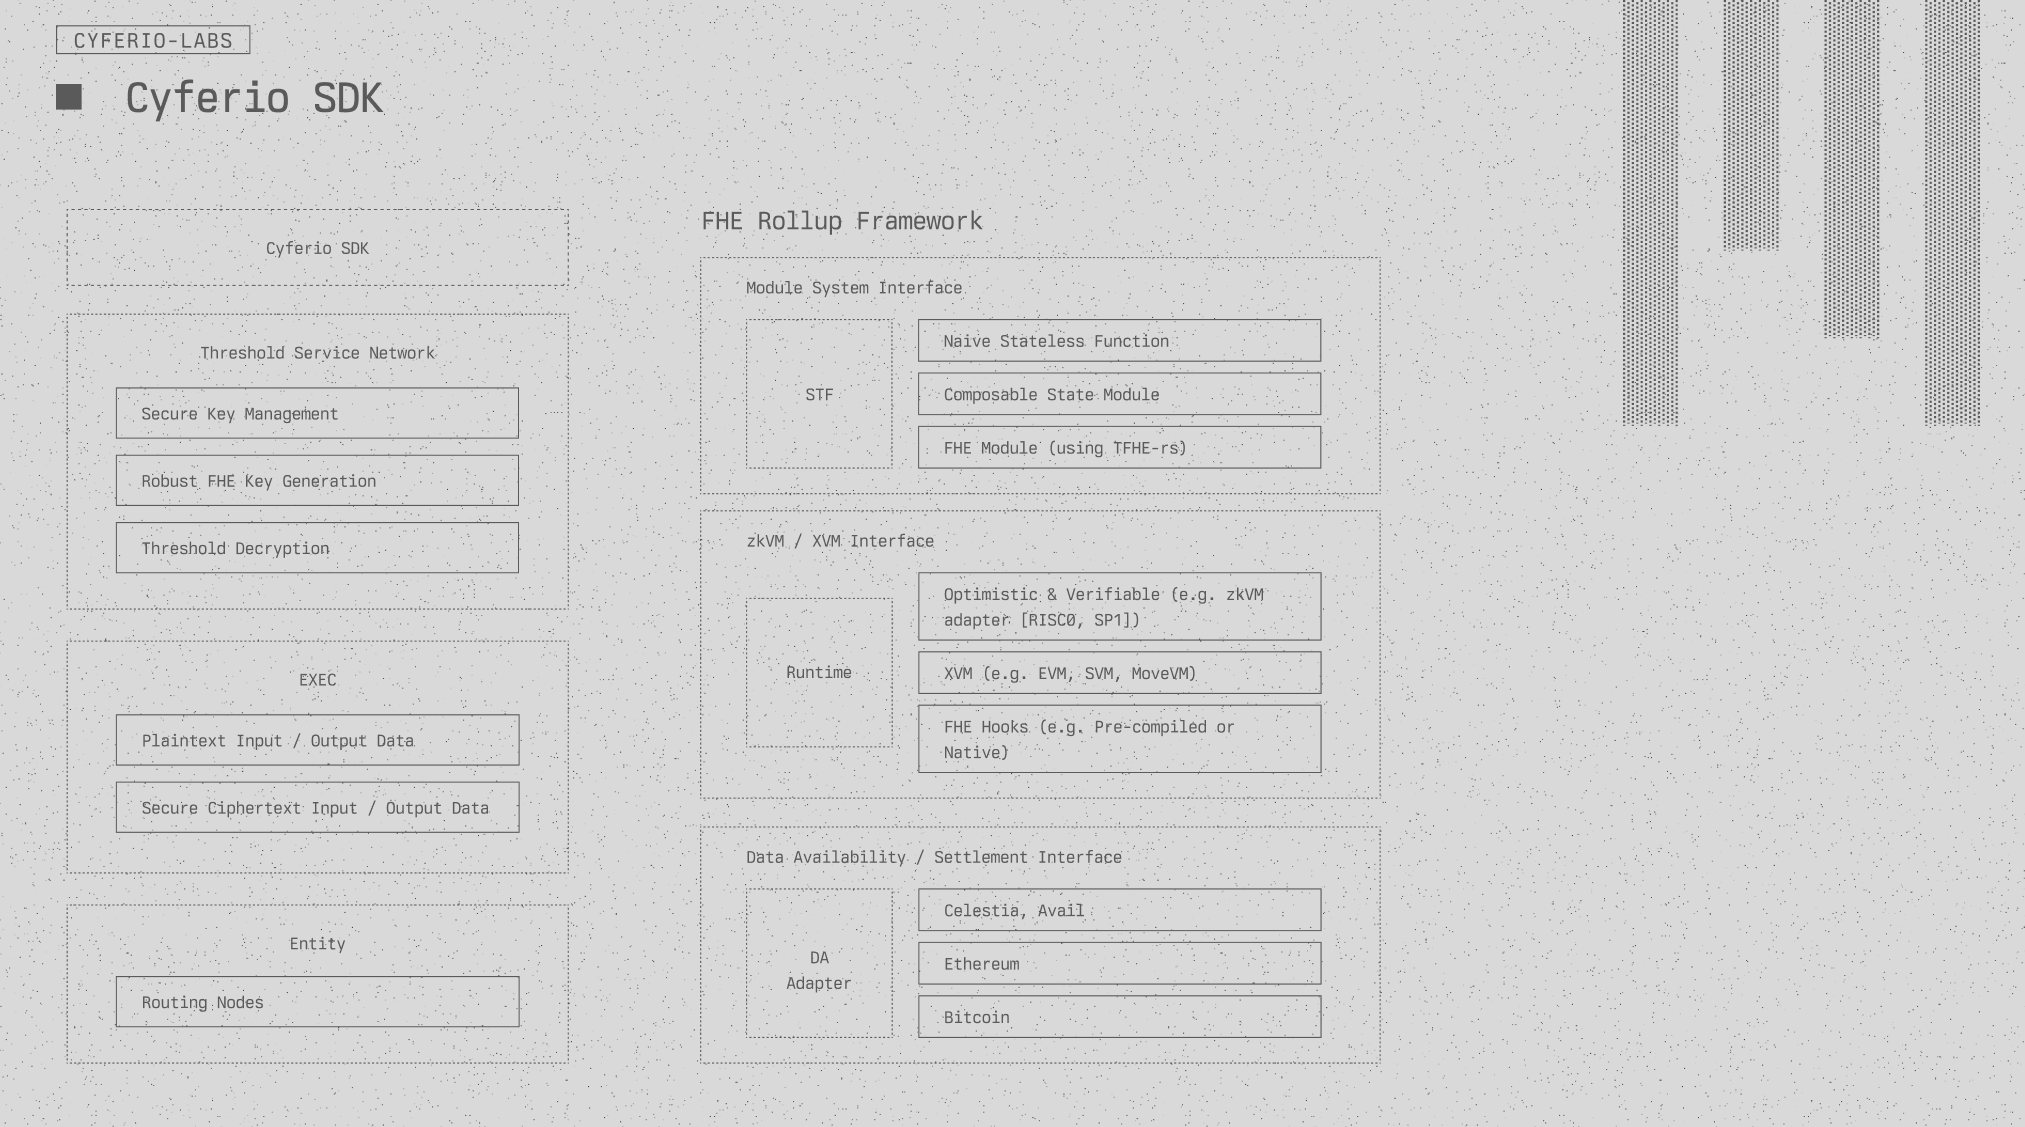 CYFERIO-LABS
Cyferio SDK
Cyferio SDK
Threshold Service Network
Secure Key Management
Robust FHE Key Generation
Threshold Decryption
EXEC
Plaintext Input / Output Data
Secure Ciphertext Input / Output Data
Entity
Routing Nodes
FHE Rollup Framework
Module System Interface
STF
Naive Stateless Function
Composable State Module
FHE Module (using TFHE-rs)
zkVM / XVM Interface
Runtime
Optimistic & Verifiable (e.g. zkVM
adapter [RISC0, SP1])
XVM (e.g. EVM, SVM, MoveVM)
FHE Hooks (e.g. Pre-compiled or
Native)
Data Availability / Settlement Interface
DA
Adapter
Celestia, Avail
Ethereum
Bitcoin